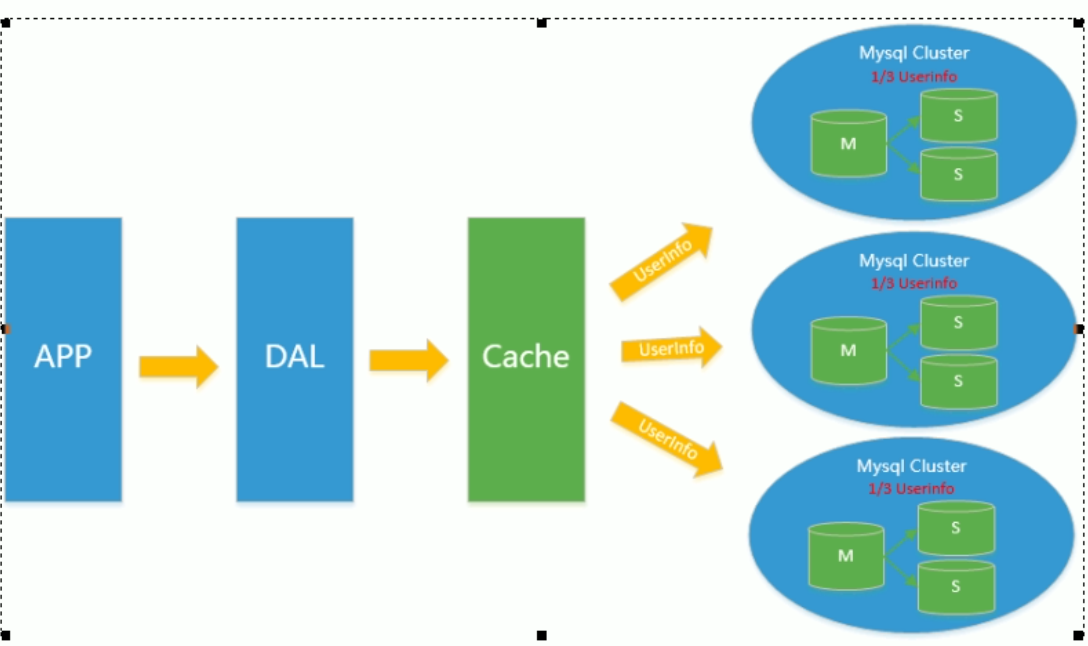 APP
DAL
Cache
UserInfo
UserInfo
UserInfo
Mysql Cluster
1/3 Userinfo
M
S
S
Mysql Cluster
1/3 Userinfo
M
S
S
Mysql Cluster
1/3 Userinfo
M
S
S